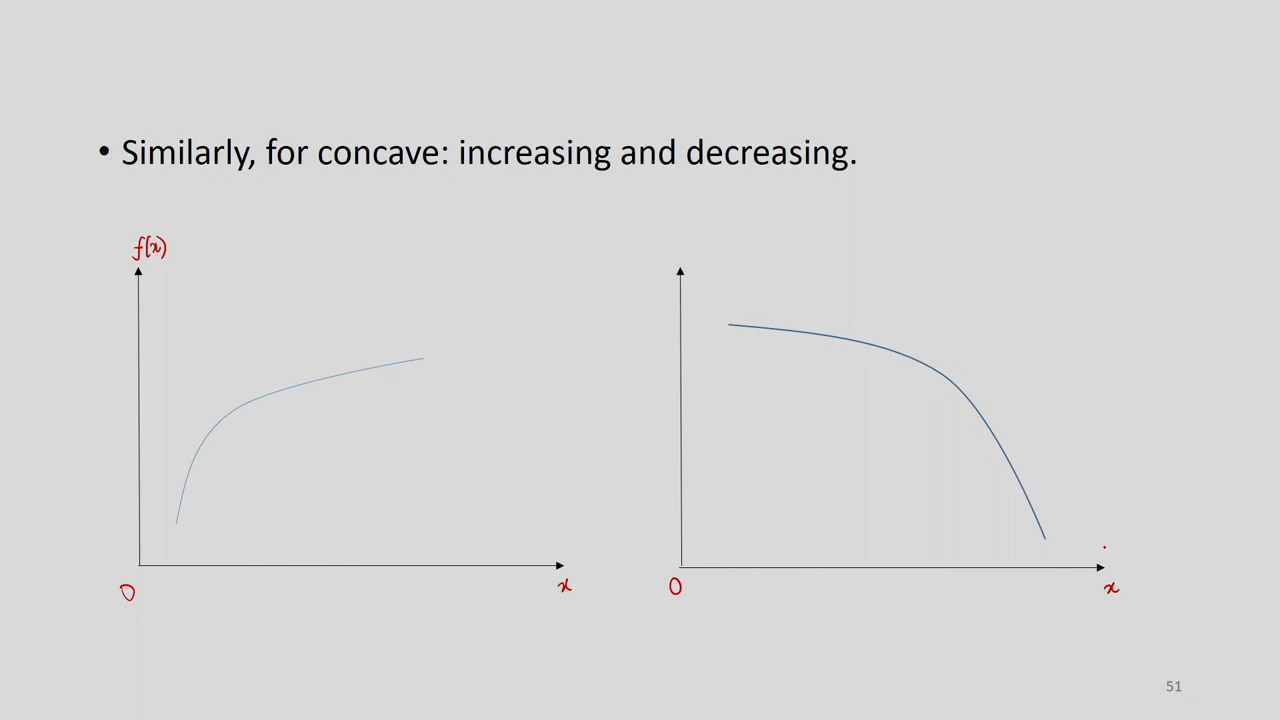 • Similarly, for concave: increasing and decreasing.
f(x)
0
x
0
x
51